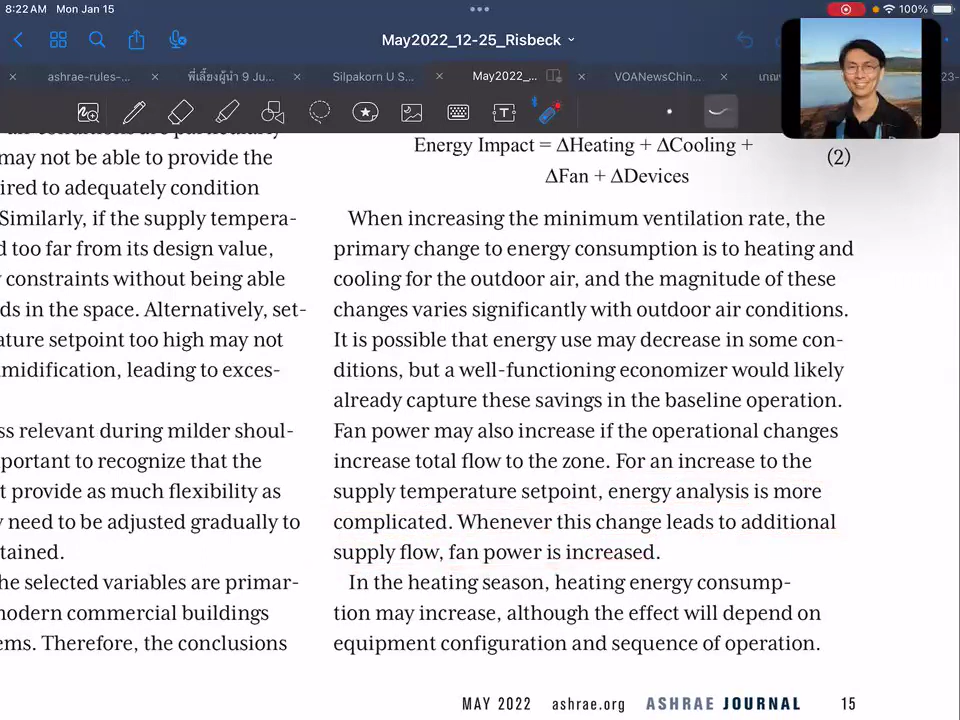 8:22 AM Mon Jan 15
100%
May2022_12-25_Risbeck
ashrae-rules-...
พี่เลี้ยงผู้นำ 9 Ju...
Silpakorn U S...
May2022_...
VOANewsChin...
เกณ
23-
may not be able to provide the
ired to adequately condition
Similarly, if the supply tempera-
d too far from its design value,
constraints without being able
ds in the space. Alternatively, set-
ature setpoint too high may not
midification, leading to exces-
ss relevant during milder shoul-
portant to recognize that the
t provide as much flexibility as
need to be adjusted gradually to
tained.
he selected variables are primar-
nodern commercial buildings
ems. Therefore, the conclusions
Energy Impact = ΔHeating + ΔCooling +
ΔFan + ΔDevices
(2)
When increasing the minimum ventilation rate, the
primary change to energy consumption is to heating and
cooling for the outdoor air, and the magnitude of these
changes varies significantly with outdoor air conditions.
It is possible that energy use may decrease in some con-
ditions, but a well-functioning economizer would likely
already capture these savings in the baseline operation.
Fan power may also increase if the operational changes
increase total flow to the zone. For an increase to the
supply temperature setpoint, energy analysis is more
complicated. Whenever this change leads to additional
supply flow, fan power is increased.
In the heating season, heating energy consump-
tion may increase, although the effect will depend on
equipment configuration and sequence of operation.
MAY 2022 ashrae.org ASHRAE JOURNAL 15